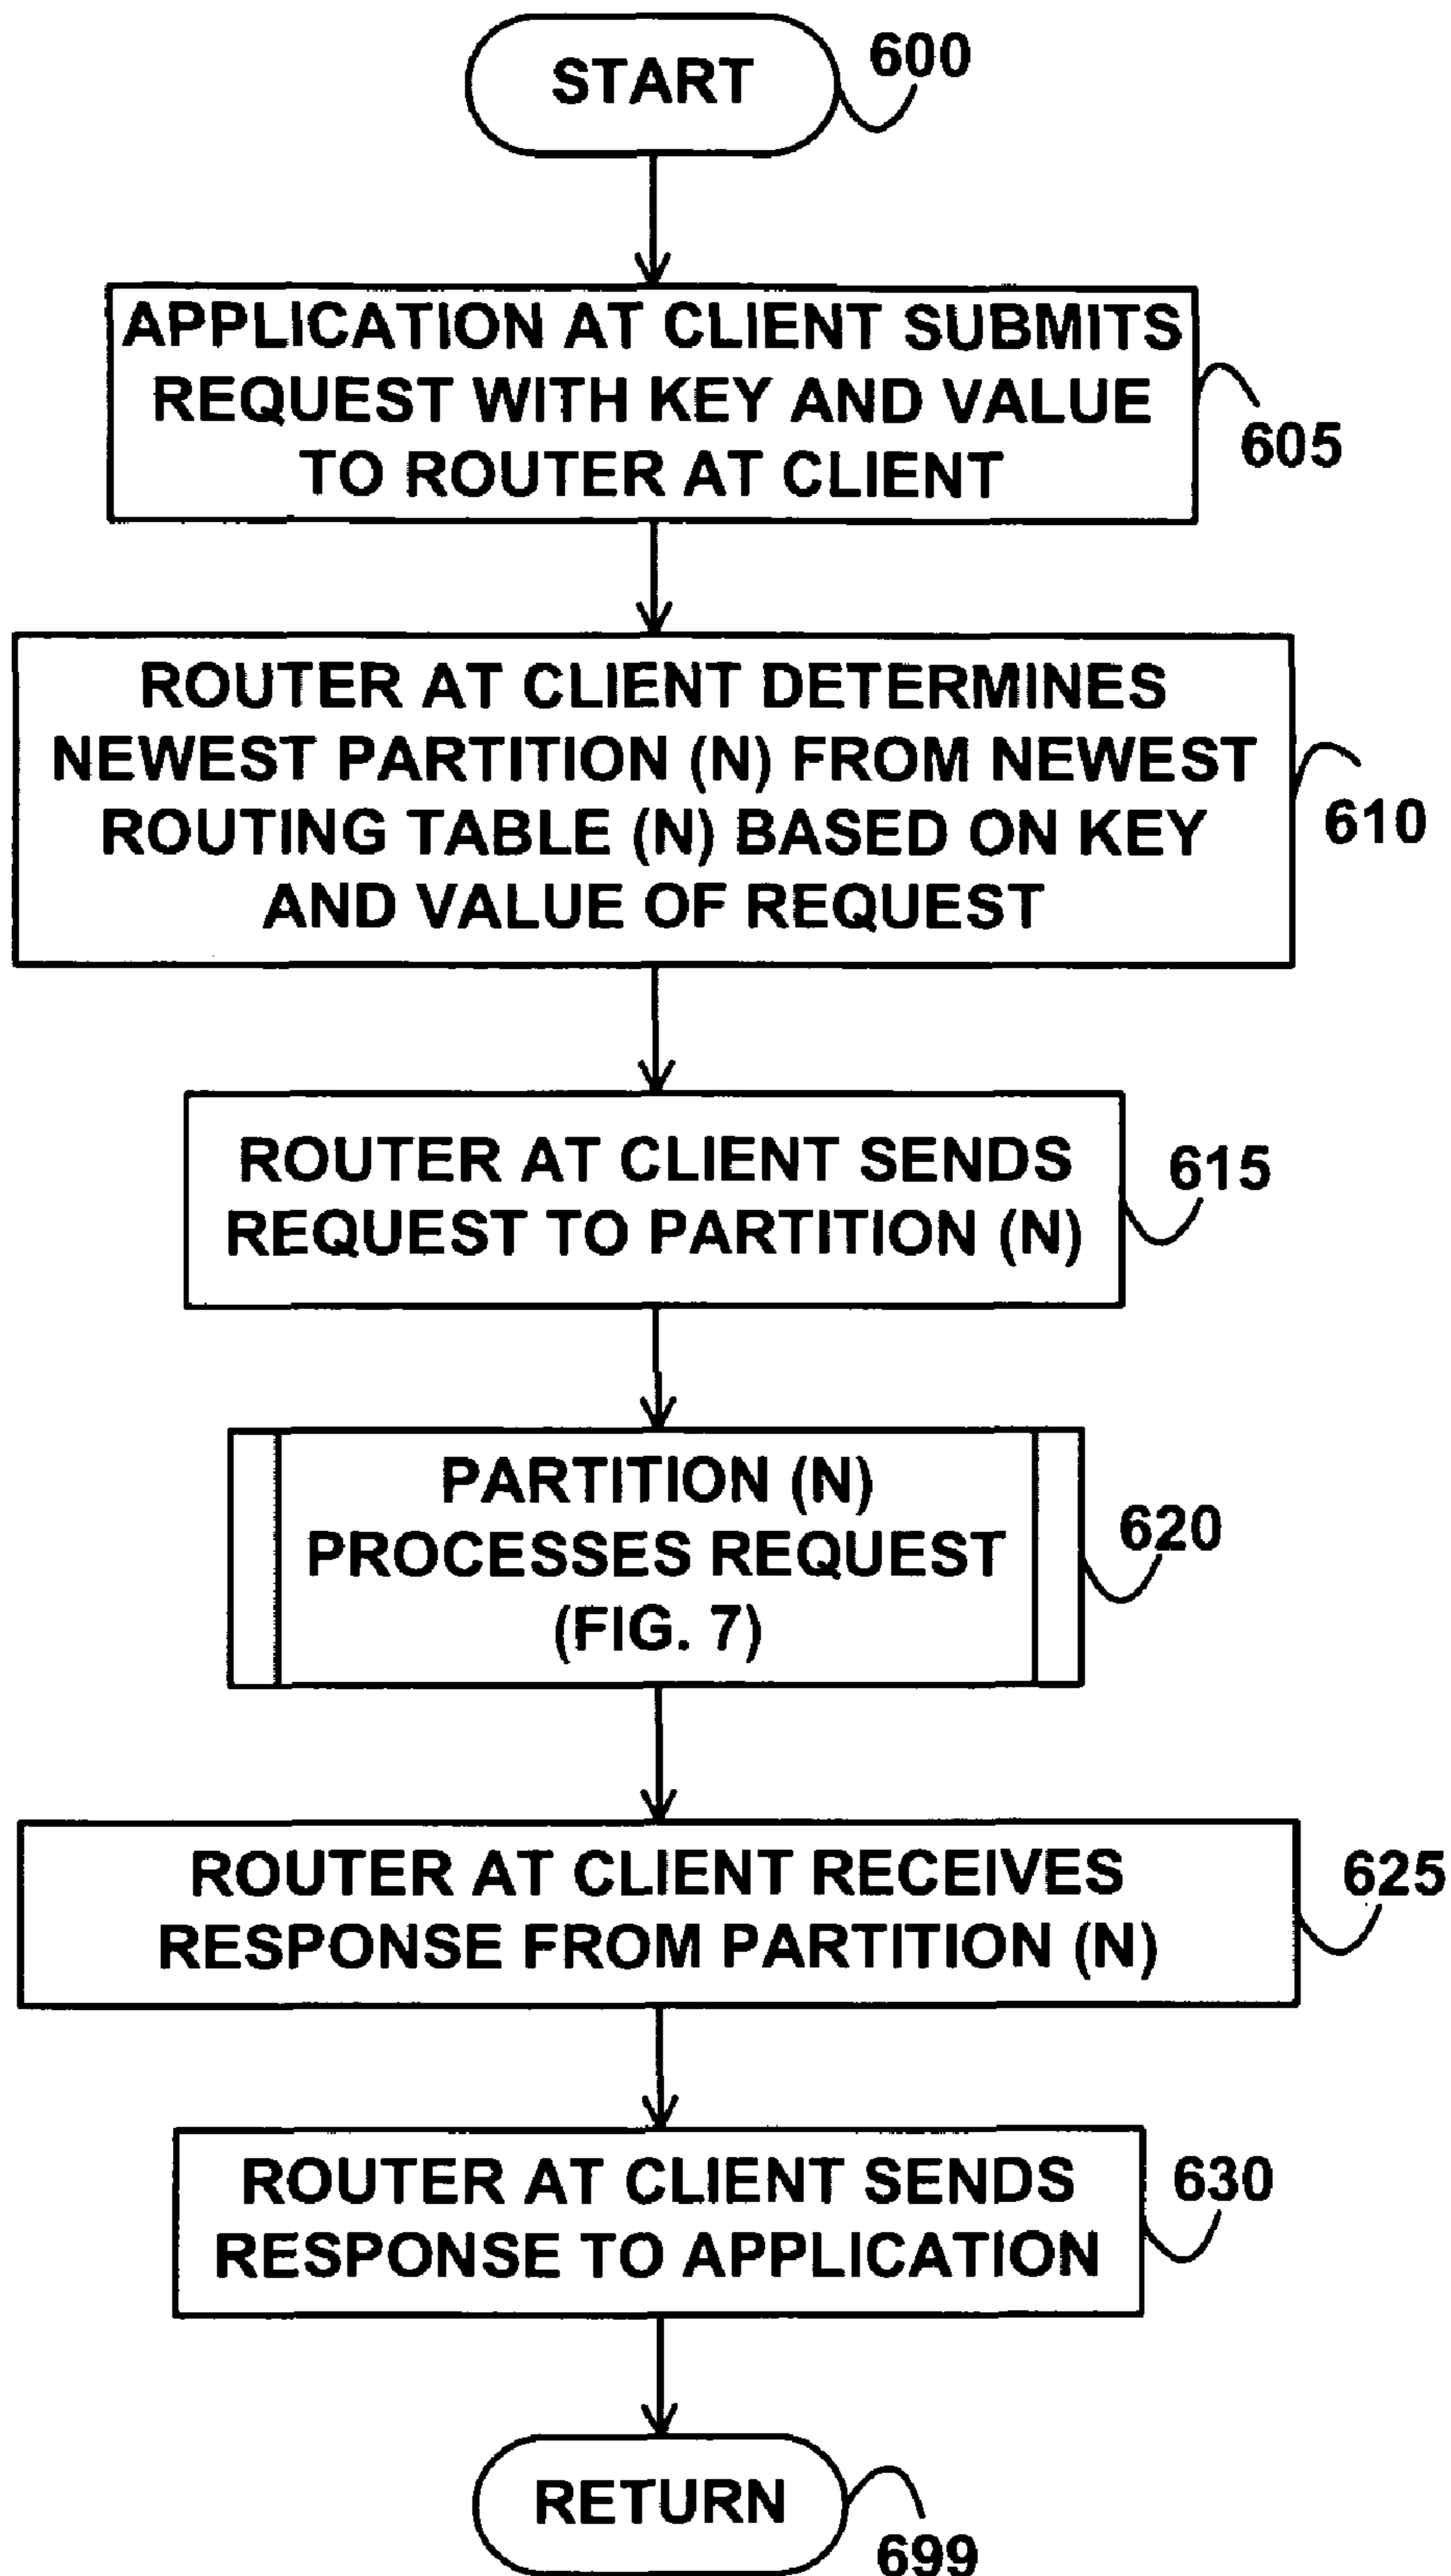 START
600
APPLICATION AT CLIENT SUBMITS
REQUEST WITH KEY AND VALUE
TO ROUTER AT CLIENT
605
ROUTER AT CLIENT DETERMINES
NEWEST PARTITION (N) FROM NEWEST
ROUTING TABLE (N) BASED ON KEY
AND VALUE OF REQUEST
610
ROUTER AT CLIENT SENDS
REQUEST TO PARTITION (N)
615
PARTITION (N)
PROCESSES REQUEST
(FIG. 7)
620
ROUTER AT CLIENT RECEIVES
RESPONSE FROM PARTITION (N)
625
ROUTER AT CLIENT SENDS
RESPONSE TO APPLICATION
630
RETURN
699